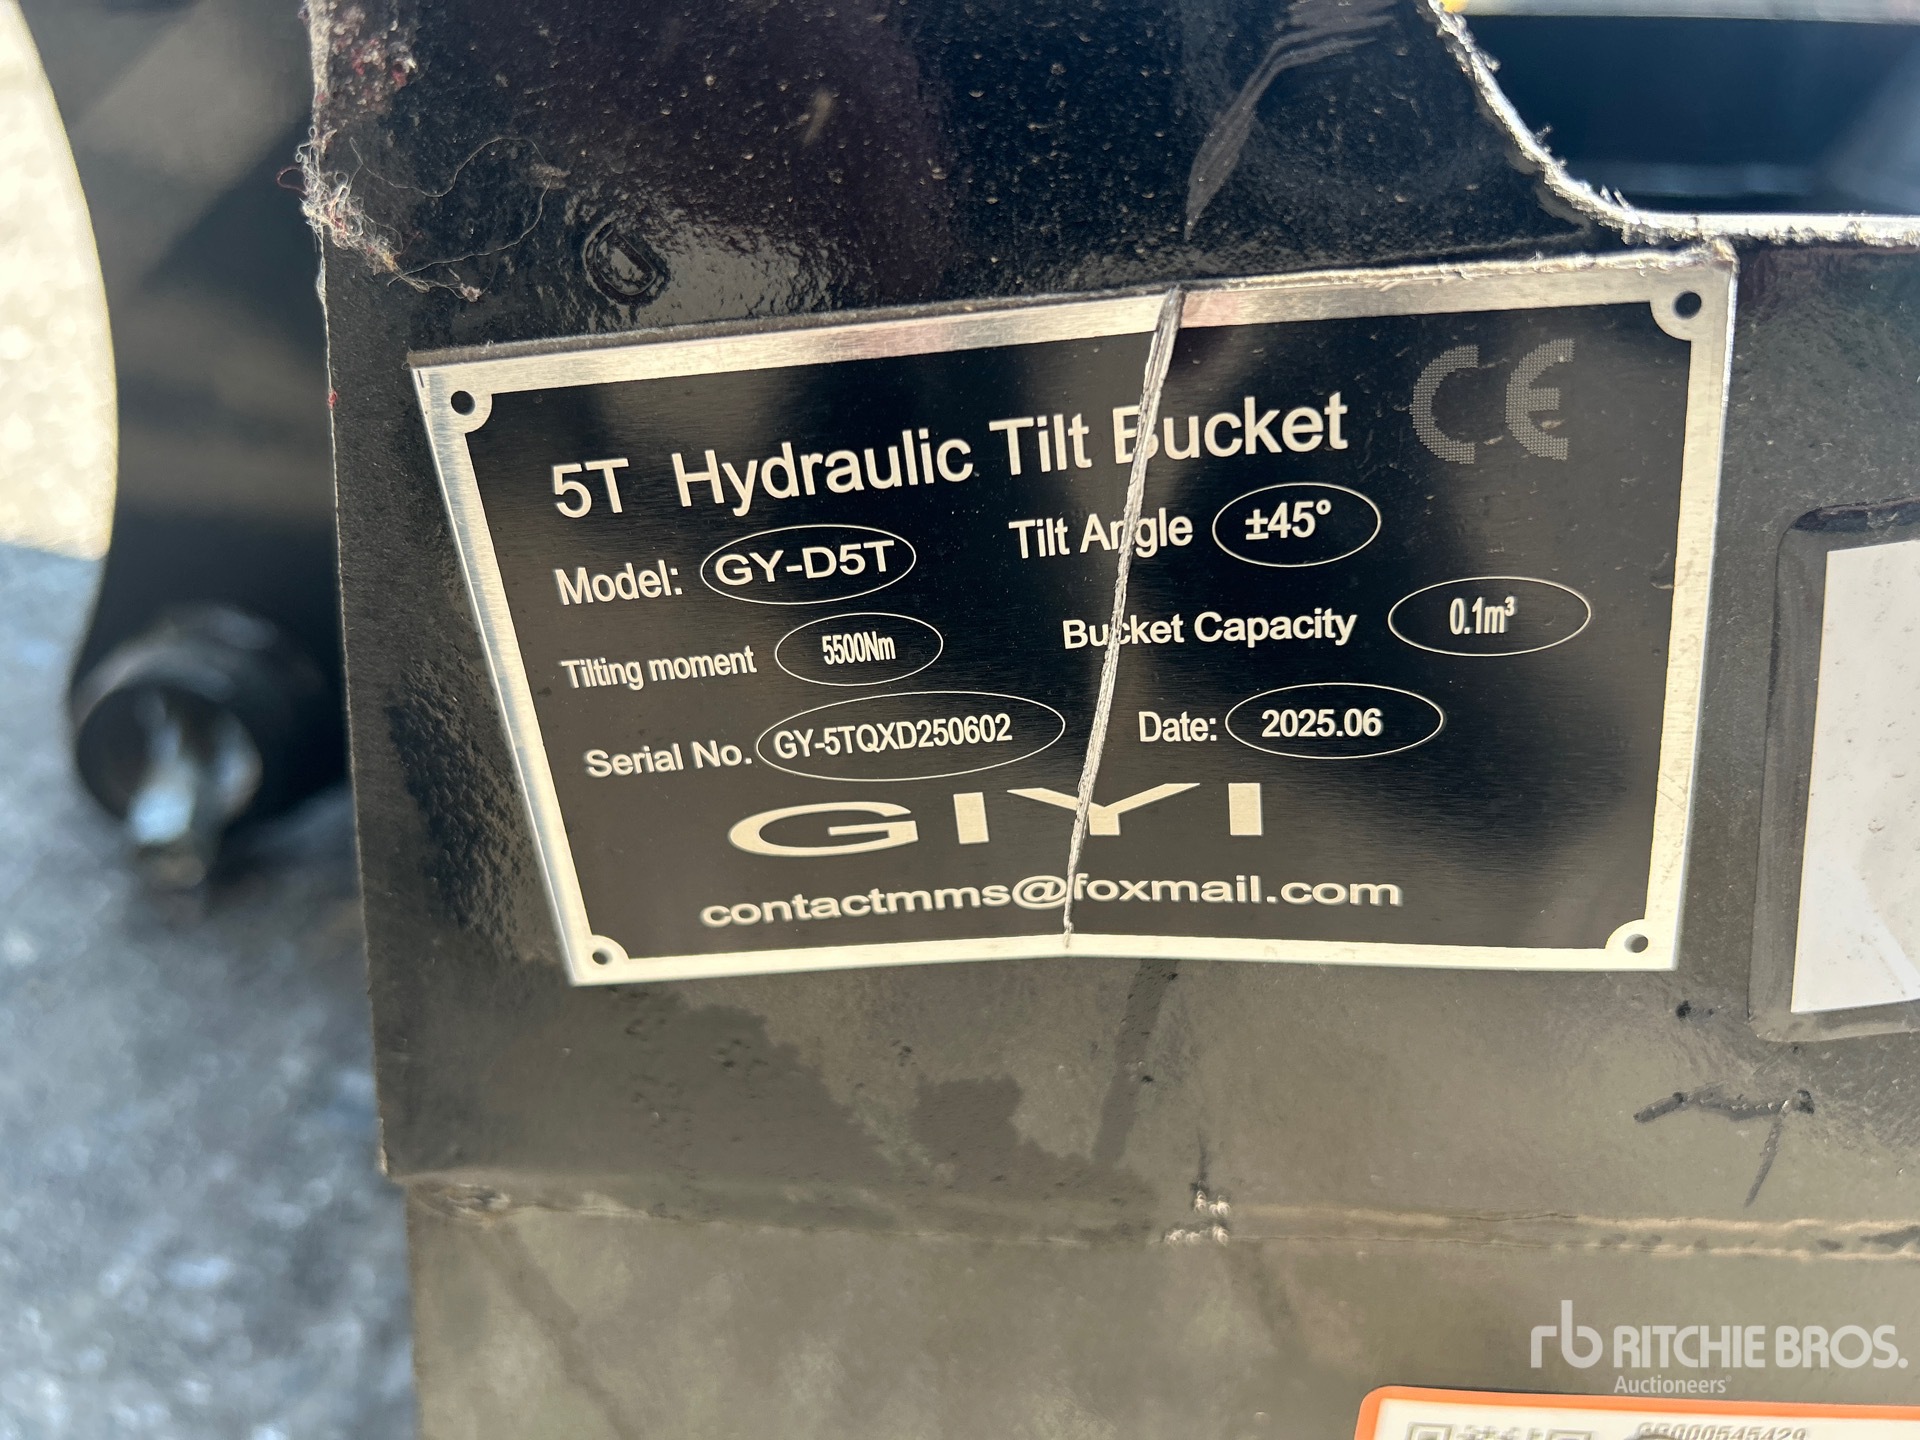 CE
5T Hydraulic Tilt Bucket
Model: GY-D5T Tilt Angle ±45°
Tilting moment 5500Nm Bucket Capacity 0.1m³
Serial No. GY-5TQXD250602 Date: 2025.06
GIYI
contactmms@foxmail.com
rb RITCHIE BROS.
Auctioneers